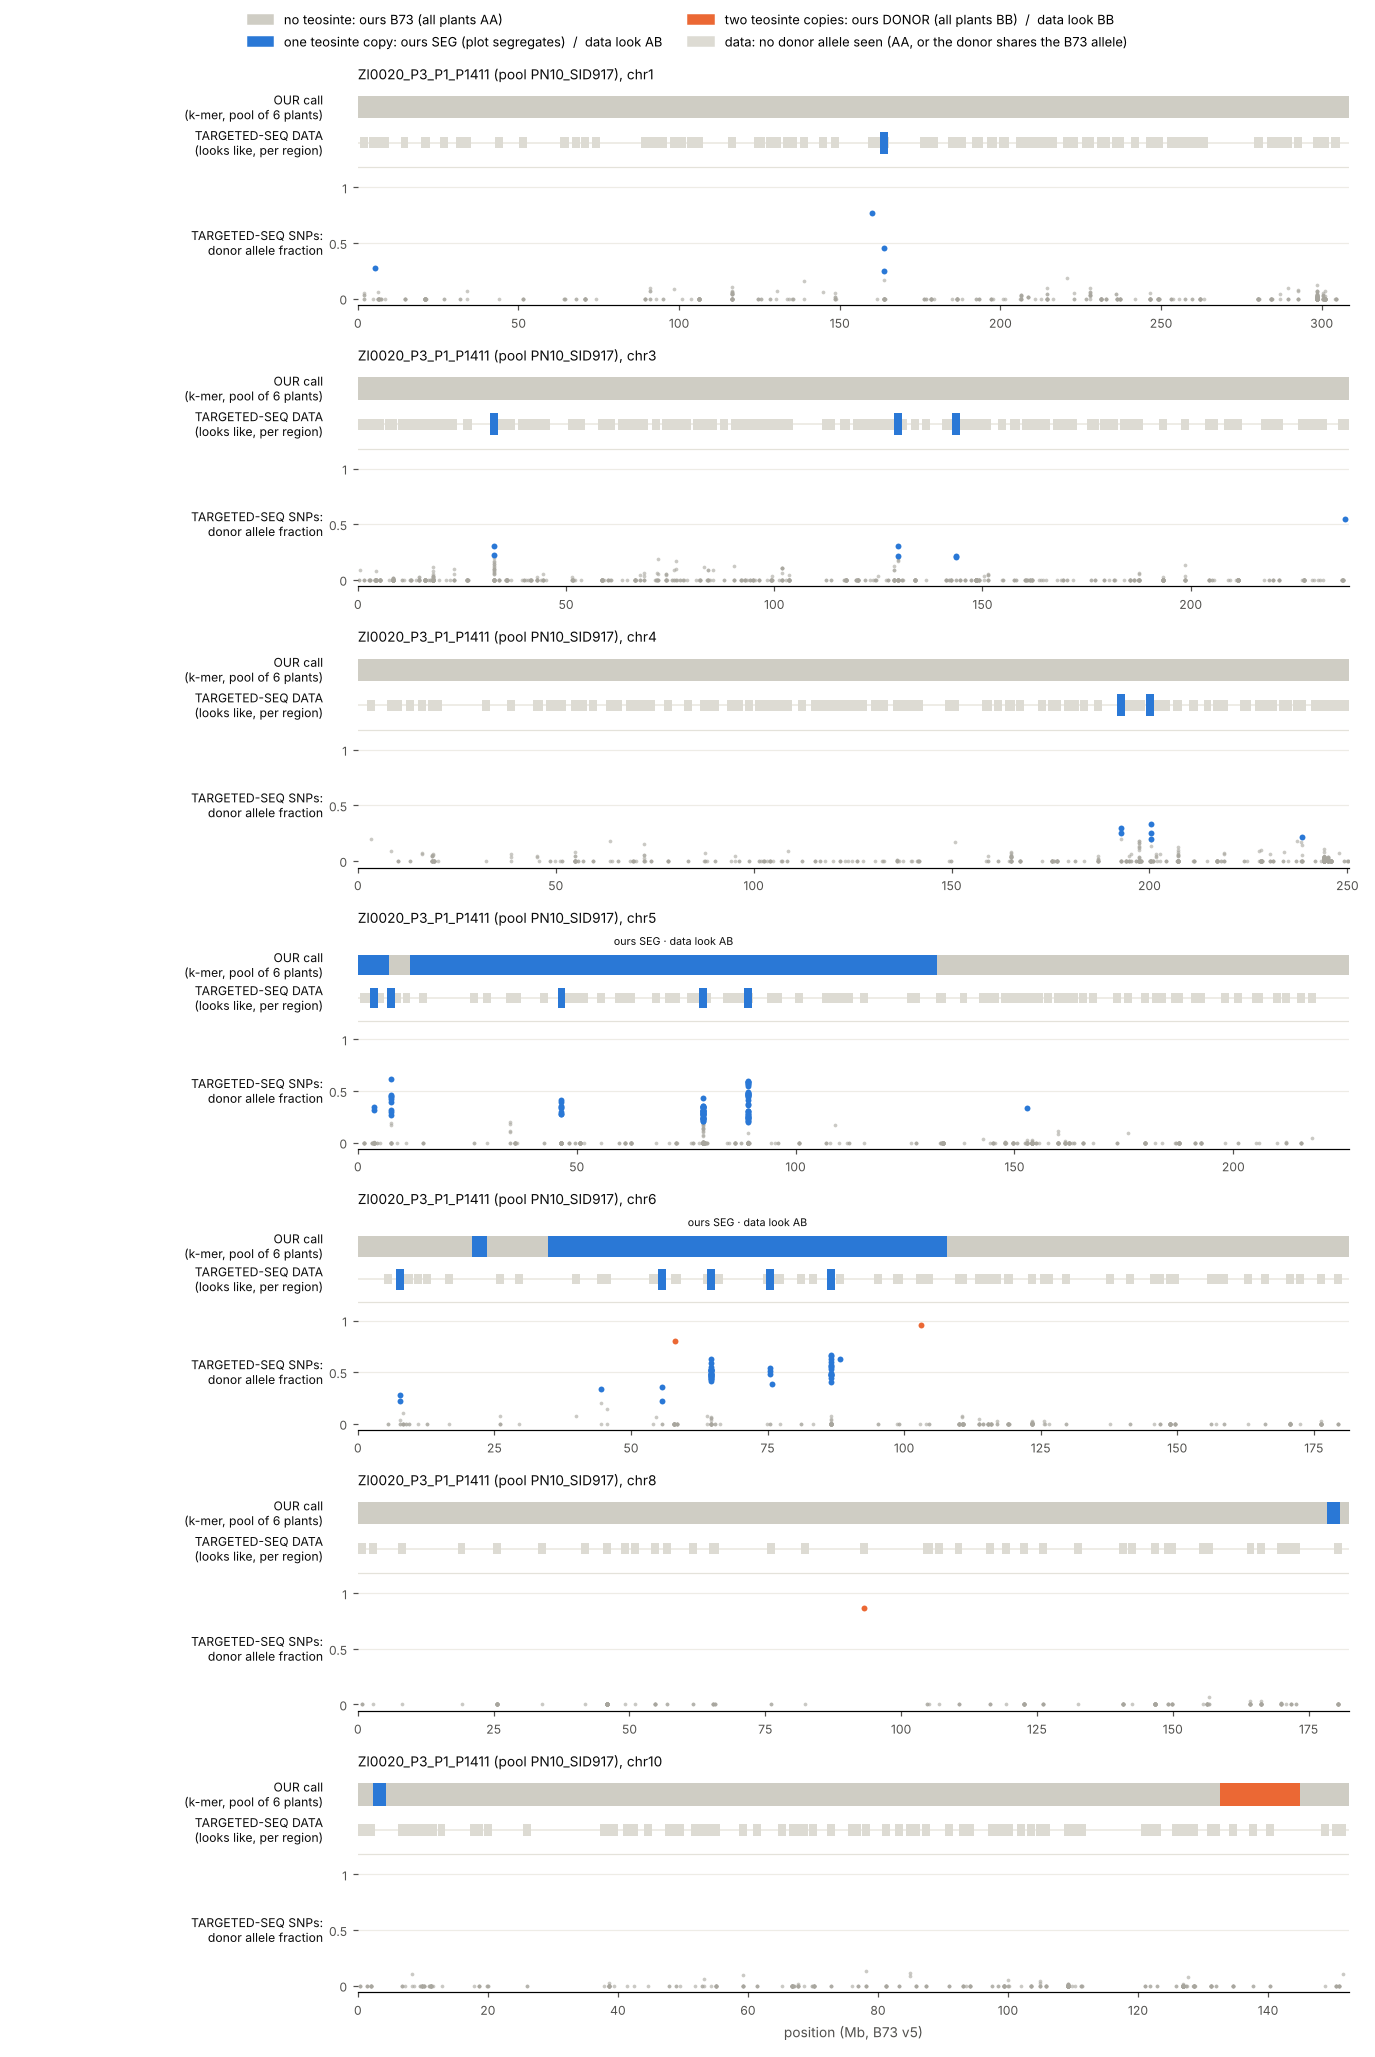 no teosinte: ours B73 (all plants AA)
two teosinte copies: ours DONOR (all plants BB)  /  data look BB
one teosinte copy: ours SEG (plot segregates)  /  data look AB
data: no donor allele seen (AA, or the donor shares the B73 allele)
ZI0020_P3_P1_P1411 (pool PN10_SID917), chr1
OUR call
(k-mer, pool of 6 plants)
TARGETED-SEQ DATA
(looks like, per region)
1
TARGETED-SEQ SNPs:
donor allele fraction
0.5
0
0 50 100 150 200 250 300
ZI0020_P3_P1_P1411 (pool PN10_SID917), chr3
OUR call
(k-mer, pool of 6 plants)
TARGETED-SEQ DATA
(looks like, per region)
1
TARGETED-SEQ SNPs:
donor allele fraction
0.5
0
0 50 100 150 200
ZI0020_P3_P1_P1411 (pool PN10_SID917), chr4
OUR call
(k-mer, pool of 6 plants)
TARGETED-SEQ DATA
(looks like, per region)
1
TARGETED-SEQ SNPs:
donor allele fraction
0.5
0
0 50 100 150 200 250
ZI0020_P3_P1_P1411 (pool PN10_SID917), chr5
ours SEG · data look AB
OUR call
(k-mer, pool of 6 plants)
TARGETED-SEQ DATA
(looks like, per region)
1
TARGETED-SEQ SNPs:
donor allele fraction
0.5
0
0 50 100 150 200
ZI0020_P3_P1_P1411 (pool PN10_SID917), chr6
ours SEG · data look AB
OUR call
(k-mer, pool of 6 plants)
TARGETED-SEQ DATA
(looks like, per region)
1
TARGETED-SEQ SNPs:
donor allele fraction
0.5
0
0 25 50 75 100 125 150 175
ZI0020_P3_P1_P1411 (pool PN10_SID917), chr8
OUR call
(k-mer, pool of 6 plants)
TARGETED-SEQ DATA
(looks like, per region)
1
TARGETED-SEQ SNPs:
donor allele fraction
0.5
0
0 25 50 75 100 125 150 175
ZI0020_P3_P1_P1411 (pool PN10_SID917), chr10
OUR call
(k-mer, pool of 6 plants)
TARGETED-SEQ DATA
(looks like, per region)
1
TARGETED-SEQ SNPs:
donor allele fraction
0.5
0
0 20 40 60 80 100 120 140
position (Mb, B73 v5)